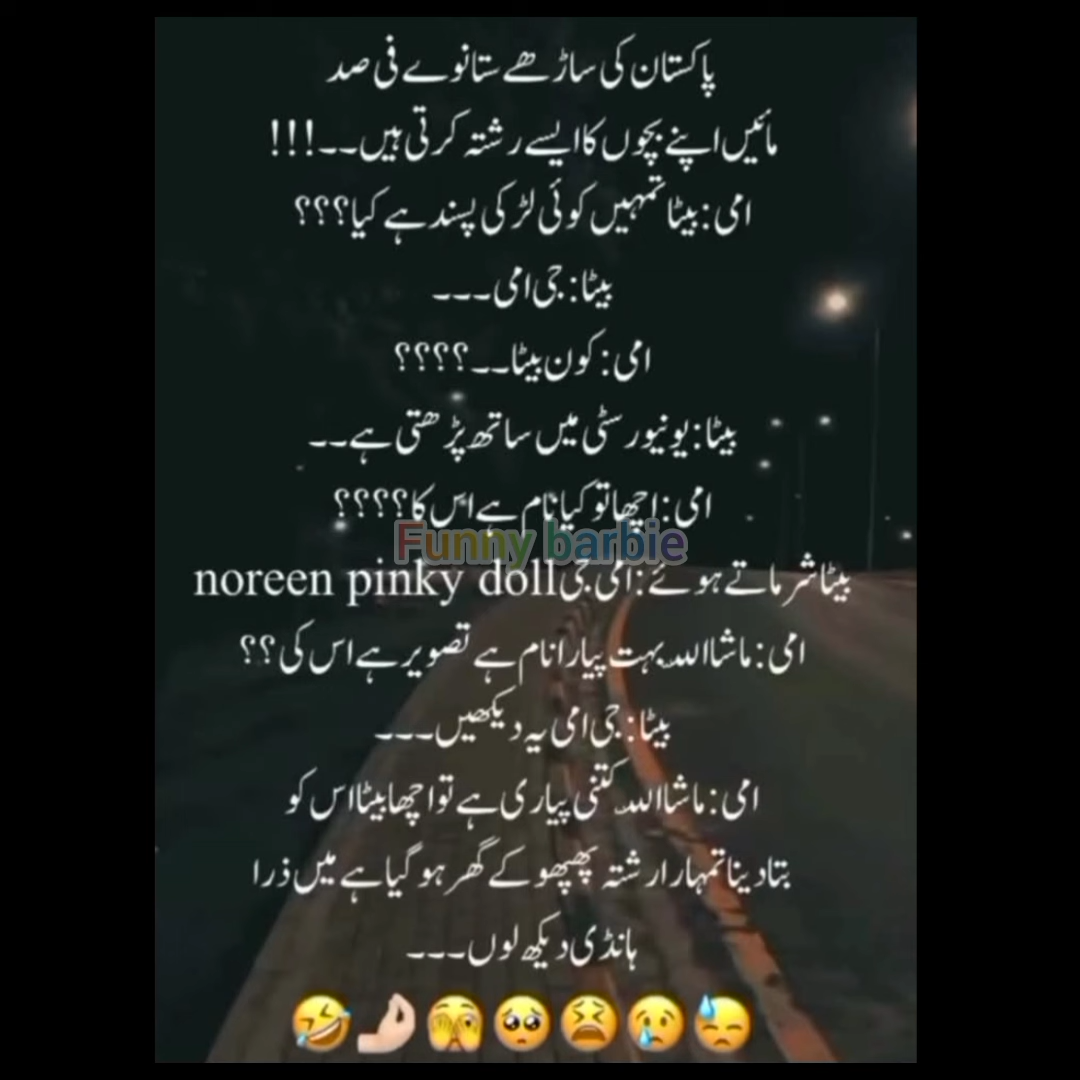 پاکستان کی ساڑھے ستانوے فی صد
مائیں اپنے بچوں کا ایسے رشتہ کرتی ہیں۔۔!!!
امی: بیٹا تمہیں کوئی لڑکی پسند ہے کیا؟؟؟
بیٹا: جی امی۔۔۔
امی: کون بیٹا۔۔؟؟؟؟
بیٹا: یونیورسٹی میں ساتھ پڑھتی ہے۔۔
امی: اچھا تو کیا نام ہے اس کا؟؟؟؟
Funny barbie
بیٹا شرماتے ہوئے: امی جی noreen pinky doll
امی: ماشااللہ بہت پیارا نام ہے تصویر ہے اس کی؟؟
بیٹا: جی امی یہ دیکھیں۔۔۔
امی: ماشااللہ کتنی پیاری ہے تو اچھا بیٹا اس کو
بتا دینا تمہارا رشتہ پھپھو کے گھر ہو گیا ہے میں ذرا
ہانڈی دیکھ لوں۔۔۔
😓😢😫🥺🫣🤌🏻🤣